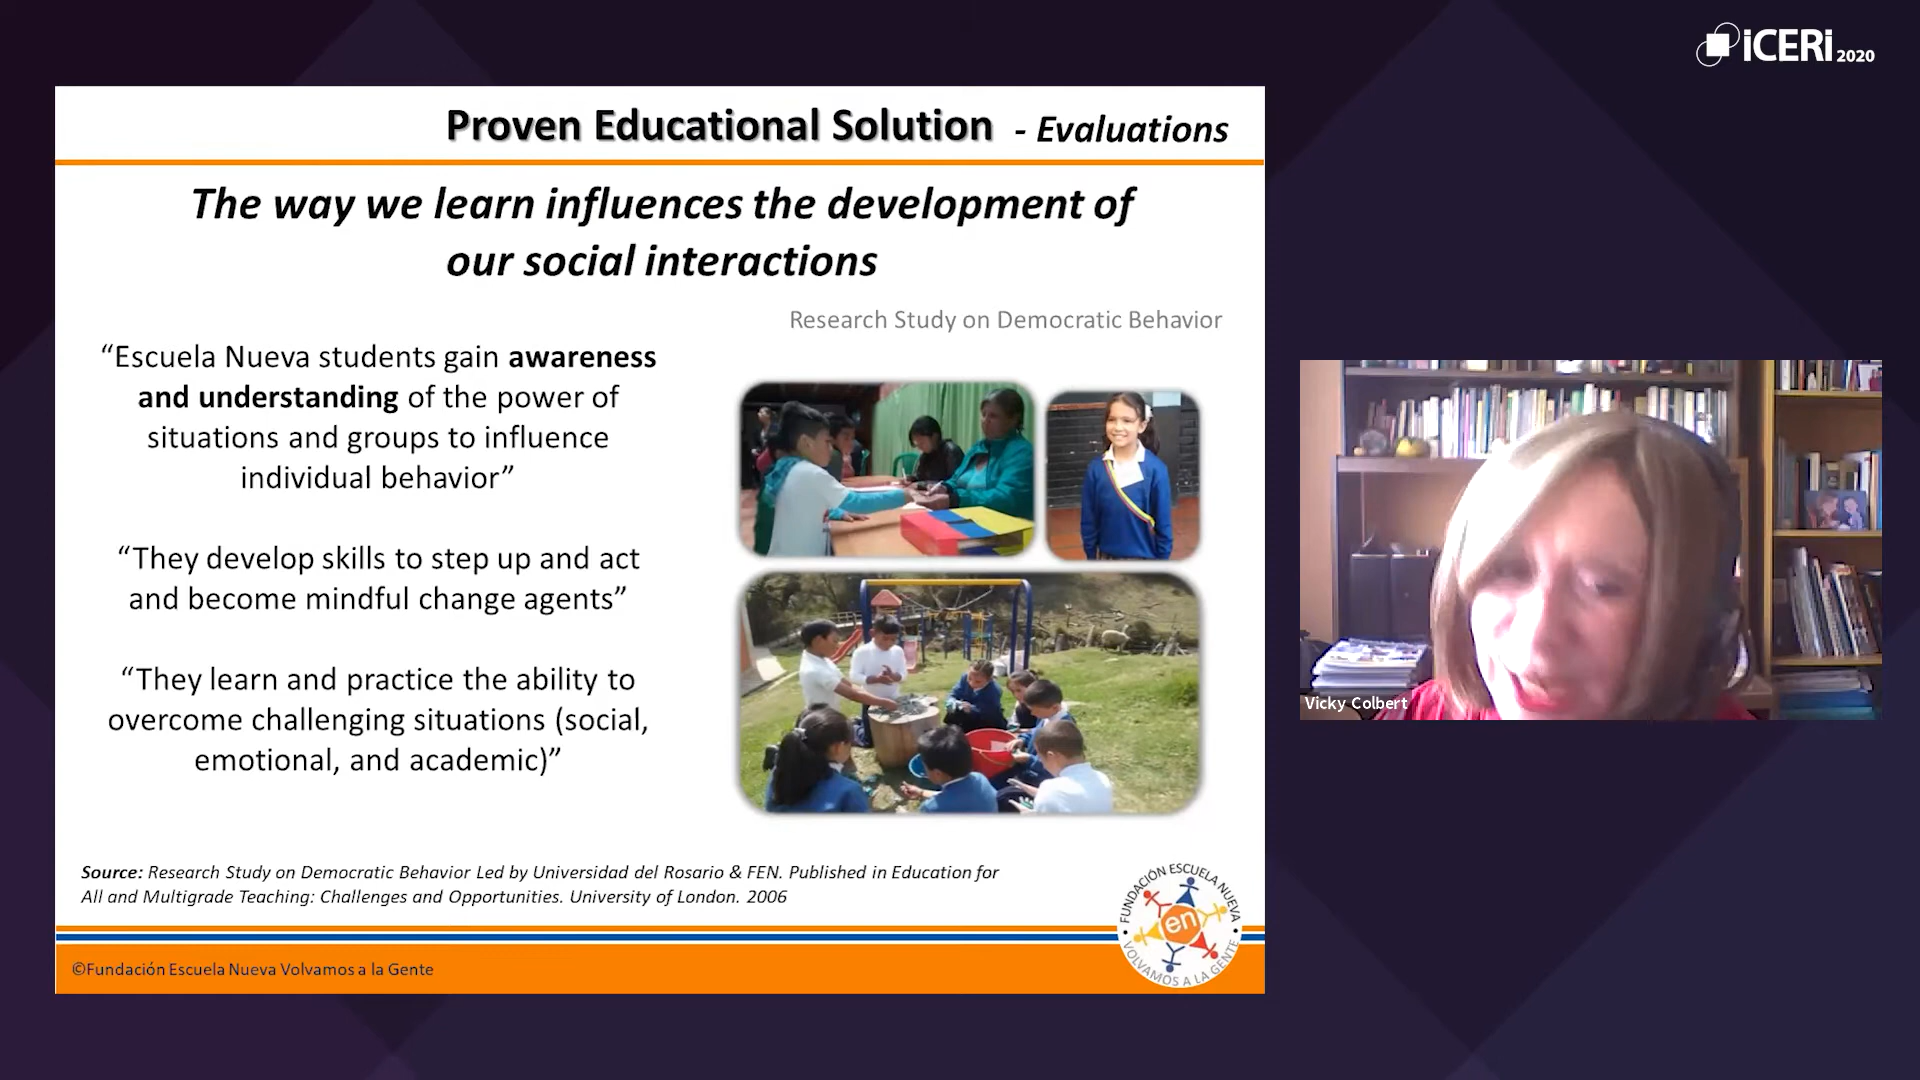 iCERi 2020
Proven Educational Solution - Evaluations
The way we learn influences the development of
our social interactions
Research Study on Democratic Behavior
“Escuela Nueva students gain awareness
and understanding of the power of
situations and groups to influence
individual behavior”
“They develop skills to step up and act
and become mindful change agents”
“They learn and practice the ability to
overcome challenging situations (social,
emotional, and academic)”
Vicky Colbert
Source: Research Study on Democratic Behavior Led by Universidad del Rosario & FEN. Published in Education for
All and Multigrade Teaching: Challenges and Opportunities. University of London. 2006
FUNDACIÓN ESCUELA NUEVA
en
VOLVAMOS A LA GENTE
©Fundación Escuela Nueva Volvamos a la Gente